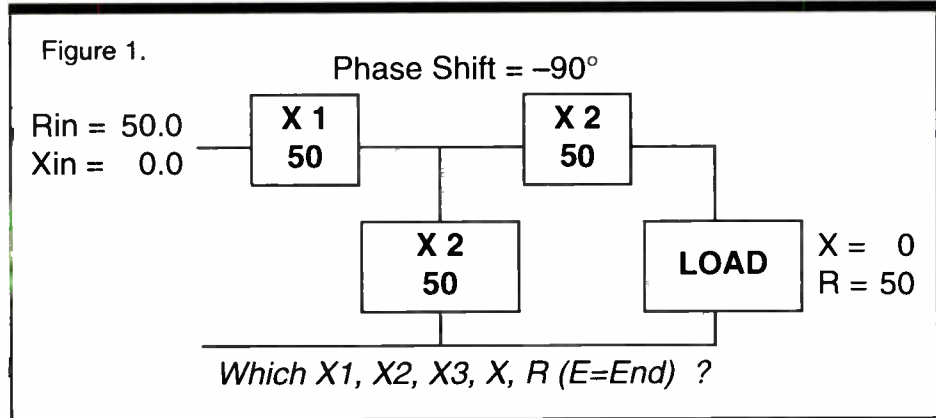 Figure 1.
Phase Shift = –90°
Rin = 50.0
Xin = 0.0
X 1
50
X 2
50
X 2
50
LOAD
X = 0
R = 50
Which X1, X2, X3, X, R (E=End) ?